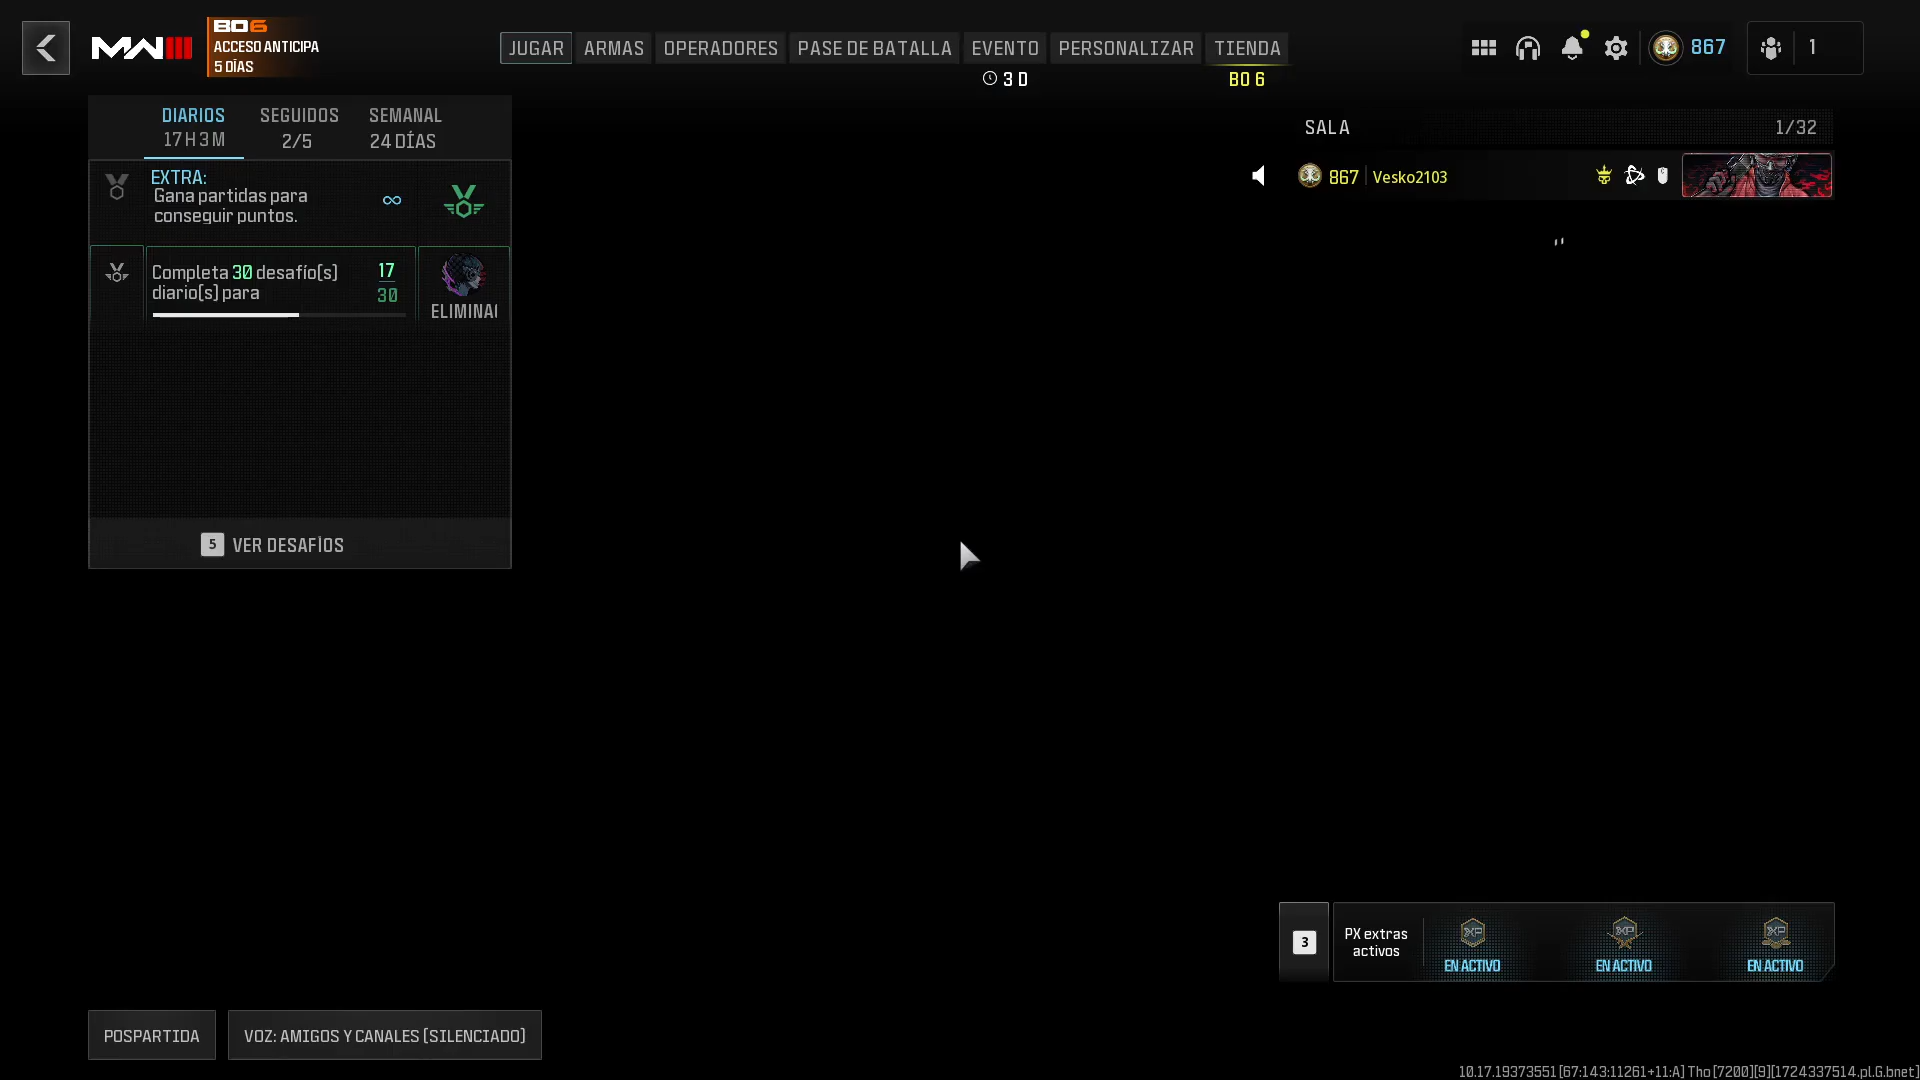 MWIII
BO6
ACCESO ANTICIPA
5 DÍAS
JUGAR
ARMAS
OPERADORES
PASE DE BATALLA
EVENTO
PERSONALIZAR
TIENDA
3 D
BO 6
867
1
DIARIOS
17 H 3 M
SEGUIDOS
2/5
SEMANAL
24 DÍAS
EXTRA:
Gana partidas para
conseguir puntos.
∞
Completa 30 desafío(s)
diario(s) para
17
30
ELIMINA
5 VER DESAFÍOS
SALA
1/32
867 Vesko2103
3
PX extras
activos
XP
EN ACTIVO
XP
EN ACTIVO
XP
EN ACTIVO
POSPARTIDA
VOZ: AMIGOS Y CANALES (SILENCIADO)
10.17.19373551 [67:143:11261+11:A] Tho [7200][9][1724337514.pl.G.bnet]